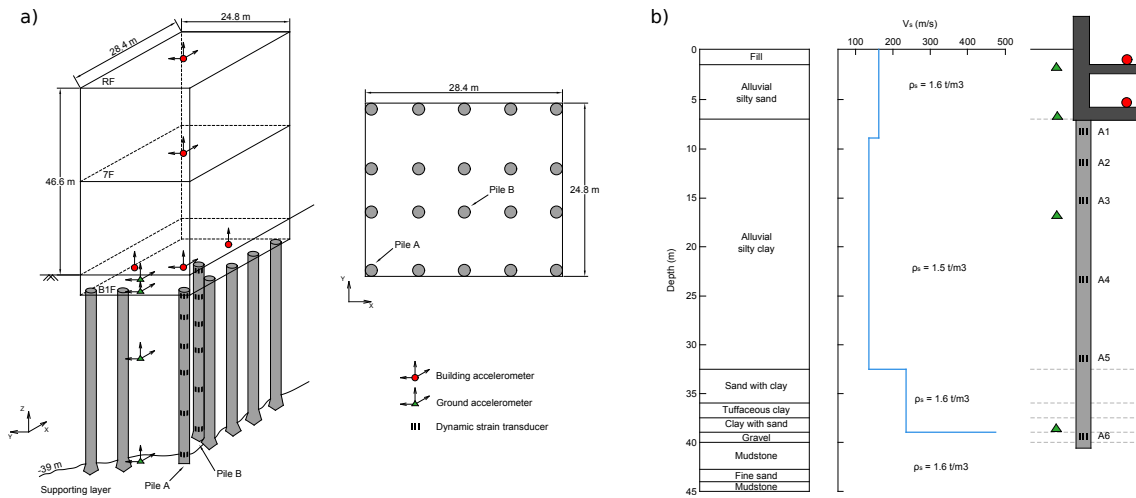 a)
24.8 m
28.4 m
RF
7F
46.6 m
B1F
-39 m
Supporting layer
Pile A
Pile B
Z
Y
X
28.4 m
24.8 m
Pile B
Pile A
Y
X
Building accelerometer
Ground accelerometer
Dynamic strain transducer
b)
Vs (m/s)
100 200 300 400 500
Depth (m)
0
5
10
15
20
25
30
35
40
45
Fill
Alluvial
silty sand
Alluvial
silty clay
Sand with clay
Tuffaceous clay
Clay with sand
Gravel
Mudstone
Fine sand
Mudstone
ρs = 1.6 t/m3
ρs = 1.5 t/m3
ρs = 1.6 t/m3
ρs = 1.6 t/m3
A1
A2
A3
A4
A5
A6